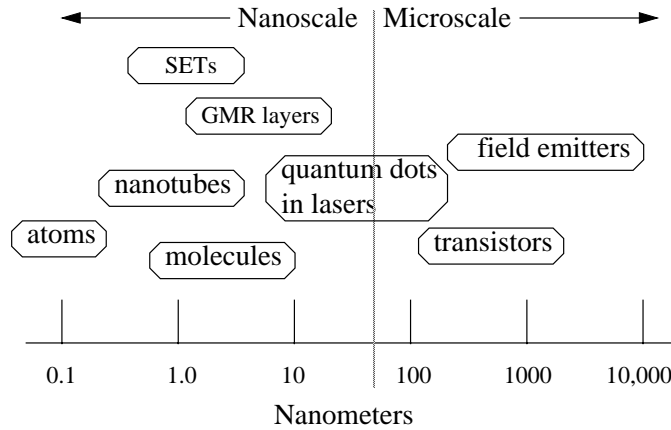 Nanoscale Microscale
SETs
GMR layers
field emitters
quantum dots
in lasers
nanotubes
atoms
transistors
molecules
0.1 1.0 10 100 1000 10,000
Nanometers